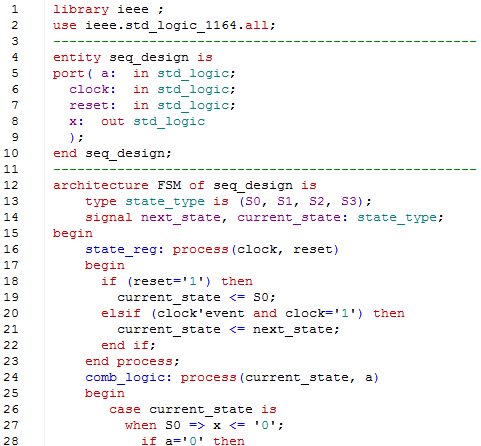 1 library ieee ;
2 use ieee.std_logic_1164.all;
3 ----------------------------------------------------
4 entity seq_design is
5 port( a:  in std_logic;
6   clock:  in std_logic;
7   reset:  in std_logic;
8   x:  out std_logic
9   );
10 end seq_design;
11 ----------------------------------------------------
12 architecture FSM of seq_design is
13     type state_type is (S0, S1, S2, S3);
14     signal next_state, current_state: state_type;
15 begin
16     state_reg: process(clock, reset)
17     begin
18       if (reset='1') then
19         current_state <= S0;
20       elsif (clock'event and clock='1') then
21         current_state <= next_state;
22       end if;
23     end process;
24     comb_logic: process(current_state, a)
25     begin
26        case current_state is
27          when S0 => x <= '0';
28            if a='0' then